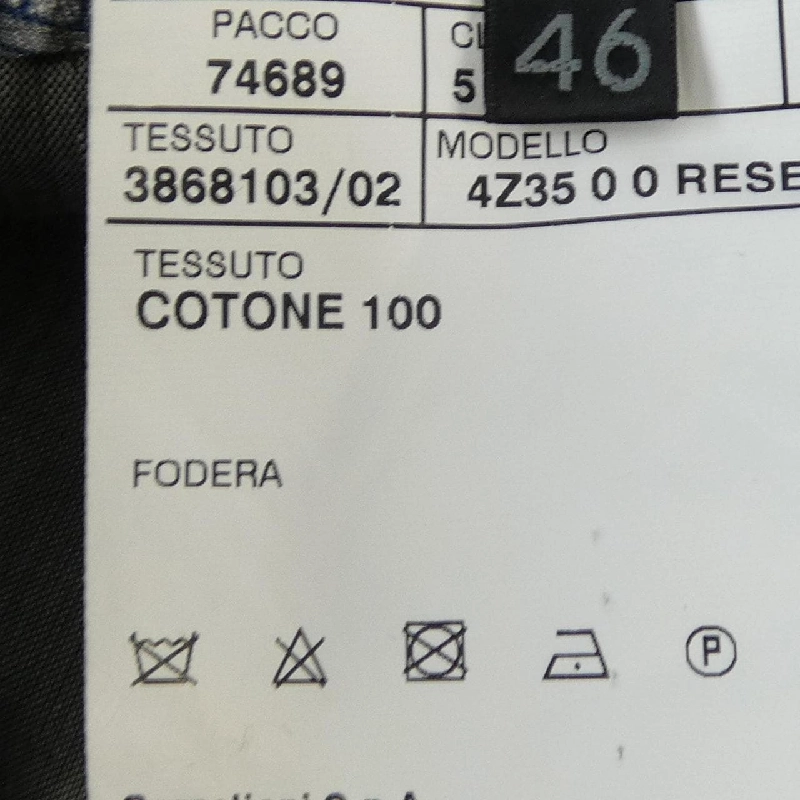 PACCO
74689
5
46
TESSUTO
3868103/02
MODELLO
4Z35 0 0 RESE
TESSUTO
COTONE 100
FODERA
P